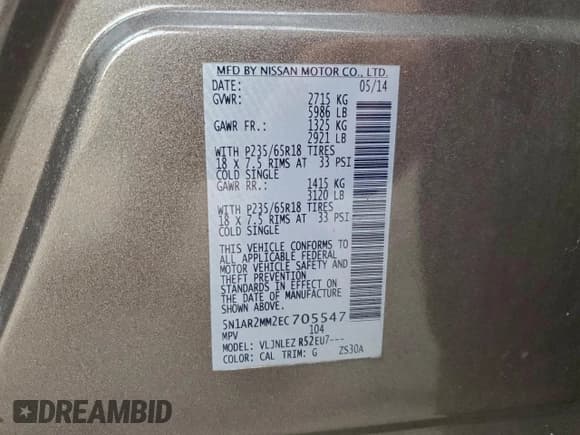 MFD BY NISSAN MOTOR CO., LTD.
DATE: 05/14
GVWR: 2715 KG
5986 LB
GAWR FR.: 1325 KG
2921 LB
WITH P235/65R18 TIRES
18 X 7.5 RIMS AT 33 PSI
COLD SINGLE
GAWR RR.: 1415 KG
3120 LB
WITH P235/65R18 TIRES
18 X 7.5 RIMS AT 33 PSI
COLD SINGLE
THIS VEHICLE CONFORMS TO
ALL APPLICABLE FEDERAL
MOTOR VEHICLE SAFETY AND
THEFT PREVENTION
STANDARDS IN EFFECT ON
THE DATE OF MANUFACTURE
SHOWN ABOVE.
5N1AR2MM2EC705547
MPV 104
MODEL: VLJNLEZ R52EU7---
COLOR: CAL TRIM: G ZS30A
DREAMBID